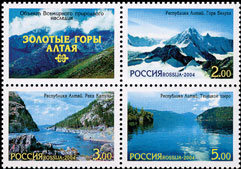 Объекты Всемирного природного
наследия
ЗОЛОТЫЕ ГОРЫ
АЛТАЯ
Республика Алтай. Гора Белуха
РОССИЯ ROSSIJA 2004 2.00
Республика Алтай. Река Катунь
РОССИЯ ROSSIJA 2004 3.00
Республика Алтай. Телецкое озеро
РОССИЯ ROSSIJA 2004 5.00